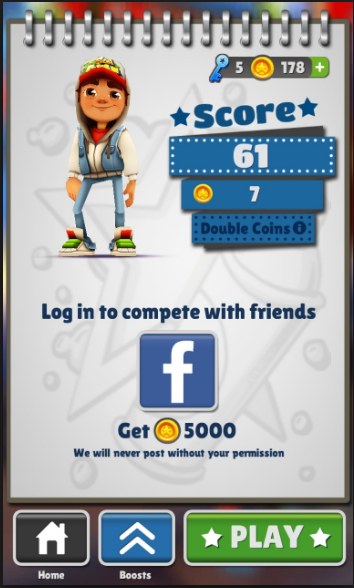 5 178 +
Score
61
7
Double Coins i
Log in to compete with friends
f
Get 5000
We will never post without your permission
PLAY
Home Boosts